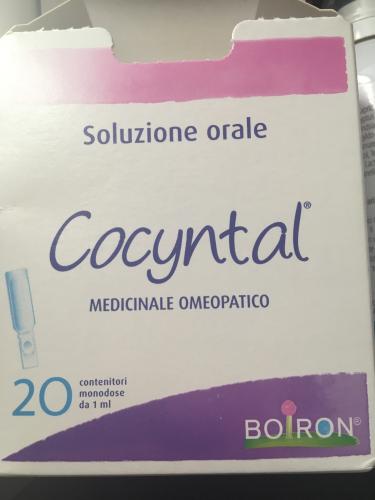 Soluzione orale
Cocyntal®
MEDICINALE OMEOPATICO
20 contenitori
monodose
da 1 ml
BOIRON®